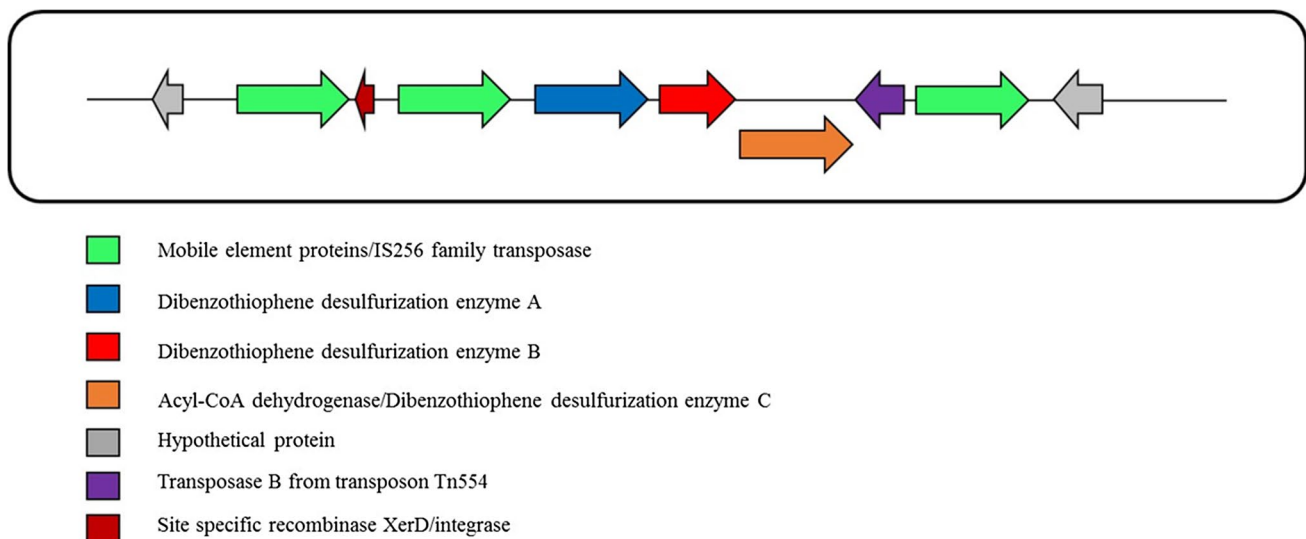 Mobile element proteins/IS256 family transposase
Dibenzothiophene desulfurization enzyme A
Dibenzothiophene desulfurization enzyme B
Acyl-CoA dehydrogenase/Dibenzothiophene desulfurization enzyme C
Hypothetical protein
Transposase B from transposon Tn554
Site specific recombinase XerD/integrase